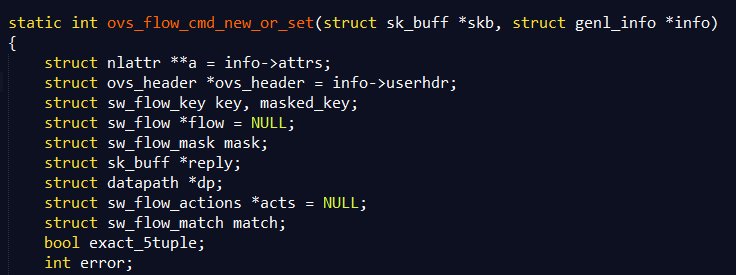 static int ovs_flow_cmd_new_or_set(struct sk_buff *skb, struct genl_info *info)
{
    struct nlattr **a = info->attrs;
    struct ovs_header *ovs_header = info->userhdr;
    struct sw_flow_key key, masked_key;
    struct sw_flow *flow = NULL;
    struct sw_flow_mask mask;
    struct sk_buff *reply;
    struct datapath *dp;
    struct sw_flow_actions *acts = NULL;
    struct sw_flow_match match;
    bool exact_5tuple;
    int error;